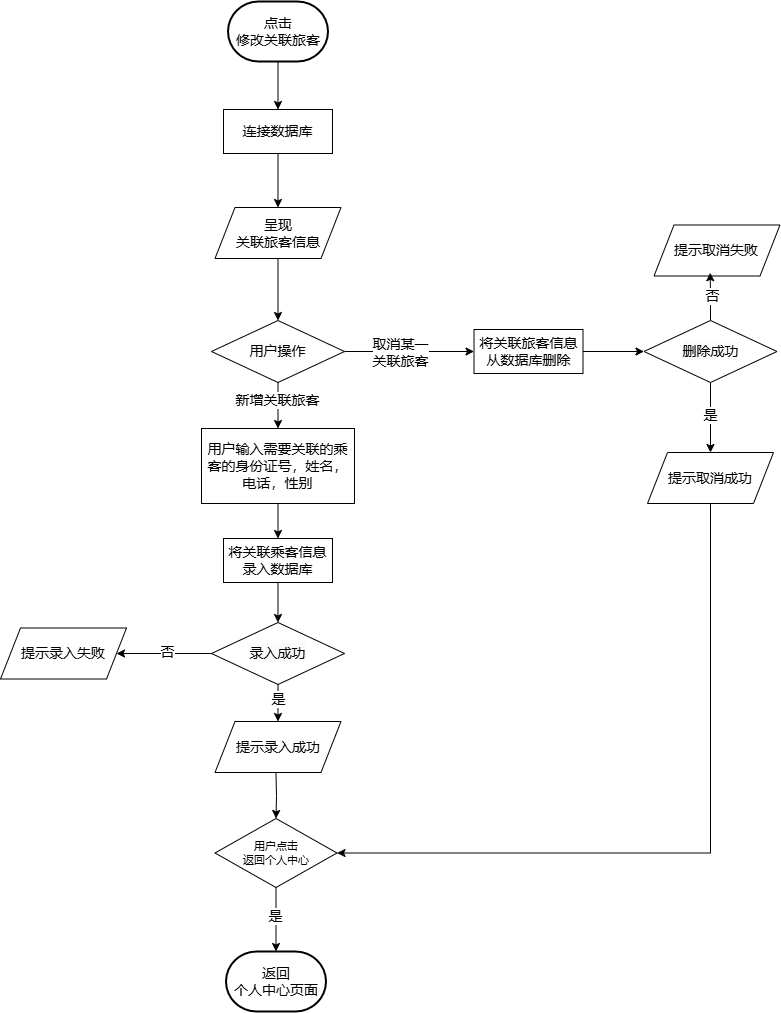 点击
修改关联旅客
连接数据库
呈现
关联旅客信息
提示取消失败
否
用户操作
取消某一
关联旅客
将关联旅客信息
从数据库删除
删除成功
新增关联旅客
是
用户输入需要关联的乘
客的身份证号，姓名，
电话，性别
提示取消成功
将关联乘客信息
录入数据库
提示录入失败
否
录入成功
是
提示录入成功
用户点击
返回个人中心
是
返回
个人中心页面